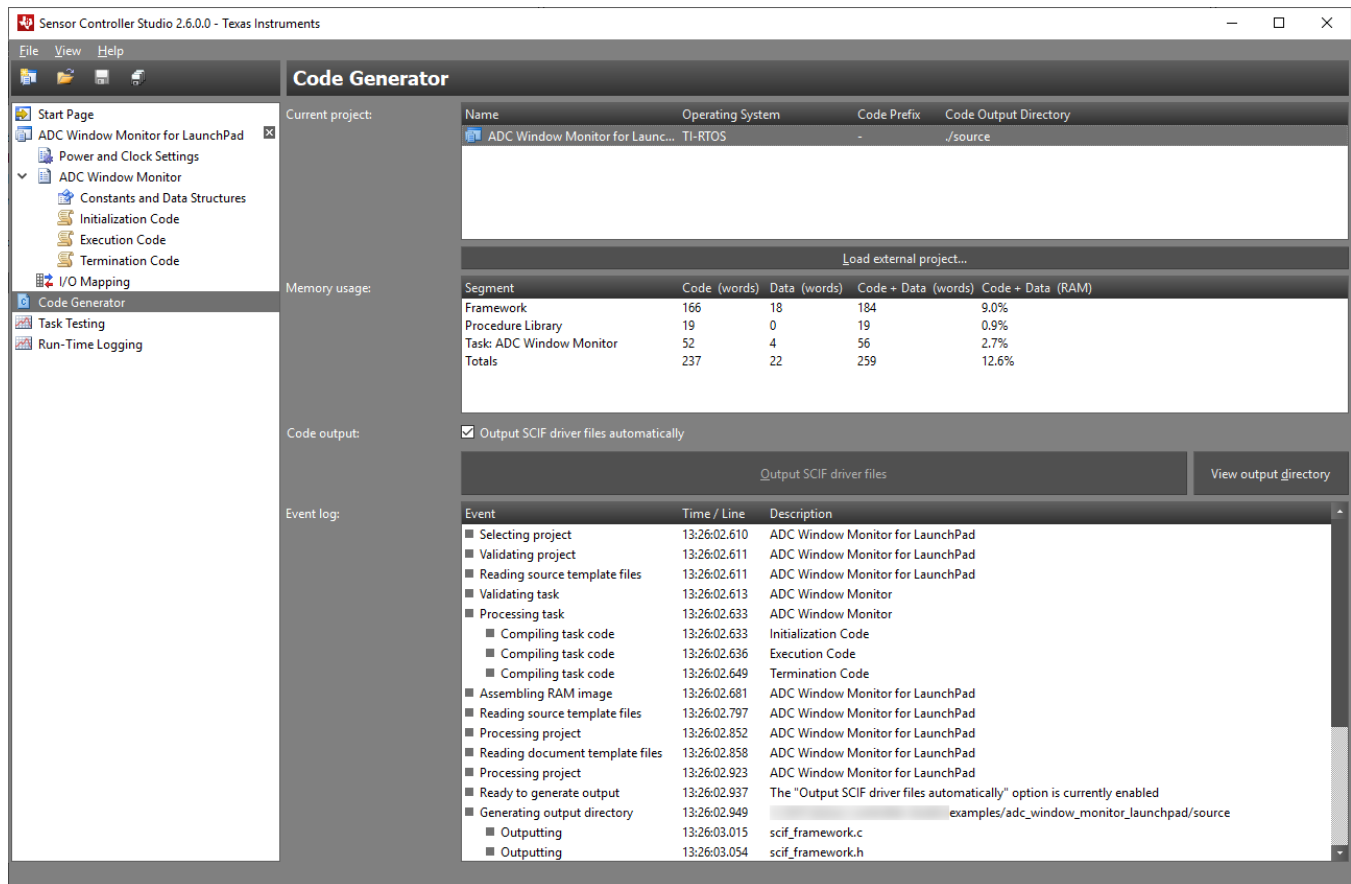 Sensor Controller Studio 2.6.0.0 - Texas Instruments
File View Help
Code Generator
Start Page
ADC Window Monitor for LaunchPad
Power and Clock Settings
ADC Window Monitor
Constants and Data Structures
Initialization Code
Execution Code
Termination Code
I/O Mapping
Code Generator
Task Testing
Run-Time Logging
Current project:
Name Operating System Code Prefix Code Output Directory
ADC Window Monitor for Launc... TI-RTOS - ./source
Load external project...
Memory usage:
Segment Code (words) Data (words) Code + Data (words) Code + Data (RAM)
Framework 166 18 184 9.0%
Procedure Library 19 0 19 0.9%
Task: ADC Window Monitor 52 4 56 2.7%
Totals 237 22 259 12.6%
Code output:
Output SCIF driver files automatically
Output SCIF driver files View output directory
Event log:
Event Time / Line Description
Selecting project 13:26:02.610 ADC Window Monitor for LaunchPad
Validating project 13:26:02.611 ADC Window Monitor for LaunchPad
Reading source template files 13:26:02.611 ADC Window Monitor for LaunchPad
Validating task 13:26:02.613 ADC Window Monitor
Processing task 13:26:02.633 ADC Window Monitor
Compiling task code 13:26:02.633 Initialization Code
Compiling task code 13:26:02.636 Execution Code
Compiling task code 13:26:02.649 Termination Code
Assembling RAM image 13:26:02.681 ADC Window Monitor for LaunchPad
Reading source template files 13:26:02.797 ADC Window Monitor for LaunchPad
Processing project 13:26:02.852 ADC Window Monitor for LaunchPad
Reading document template files 13:26:02.858 ADC Window Monitor for LaunchPad
Processing project 13:26:02.923 ADC Window Monitor for LaunchPad
Ready to generate output 13:26:02.937 The "Output SCIF driver files automatically" option is currently enabled
Generating output directory 13:26:02.949 examples/adc_window_monitor_launchpad/source
Outputting 13:26:03.015 scif_framework.c
Outputting 13:26:03.054 scif_framework.h